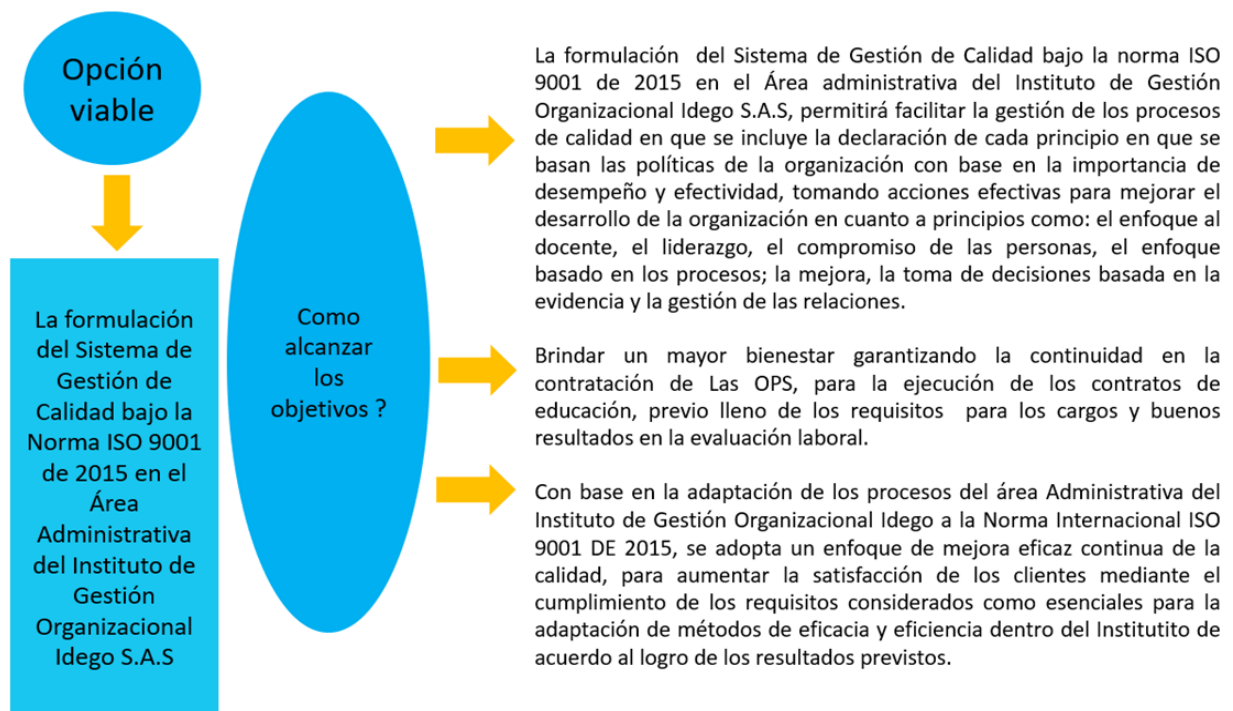 Opción
viable
La formulación
del Sistema de
Gestión de
Calidad bajo la
Norma ISO 9001
de 2015 en el
Área
Administrativa
del Instituto de
Gestión
Organizacional
Idego S.A.S
Como
alcanzar
los
objetivos ?
La formulación del Sistema de Gestión de Calidad bajo la norma ISO
9001 de 2015 en el Área administrativa del Instituto de Gestión
Organizacional Idego S.A.S, permitirá facilitar la gestión de los procesos
de calidad en que se incluye la declaración de cada principio en que se
basan las políticas de la organización con base en la importancia de
desempeño y efectividad, tomando acciones efectivas para mejorar el
desarrollo de la organización en cuanto a principios como: el enfoque al
docente, el liderazgo, el compromiso de las personas, el enfoque
basado en los procesos; la mejora, la toma de decisiones basada en la
evidencia y la gestión de las relaciones.
Brindar un mayor bienestar garantizando la continuidad en la
contratación de Las OPS, para la ejecución de los contratos de
educación, previo lleno de los requisitos para los cargos y buenos
resultados en la evaluación laboral.
Con base en la adaptación de los procesos del área Administrativa del
Instituto de Gestión Organizacional Idego a la Norma Internacional ISO
9001 DE 2015, se adopta un enfoque de mejora eficaz continua de la
calidad, para aumentar la satisfacción de los clientes mediante el
cumplimiento de los requisitos considerados como esenciales para la
adaptación de métodos de eficacia y eficiencia dentro del Institutito de
acuerdo al logro de los resultados previstos.